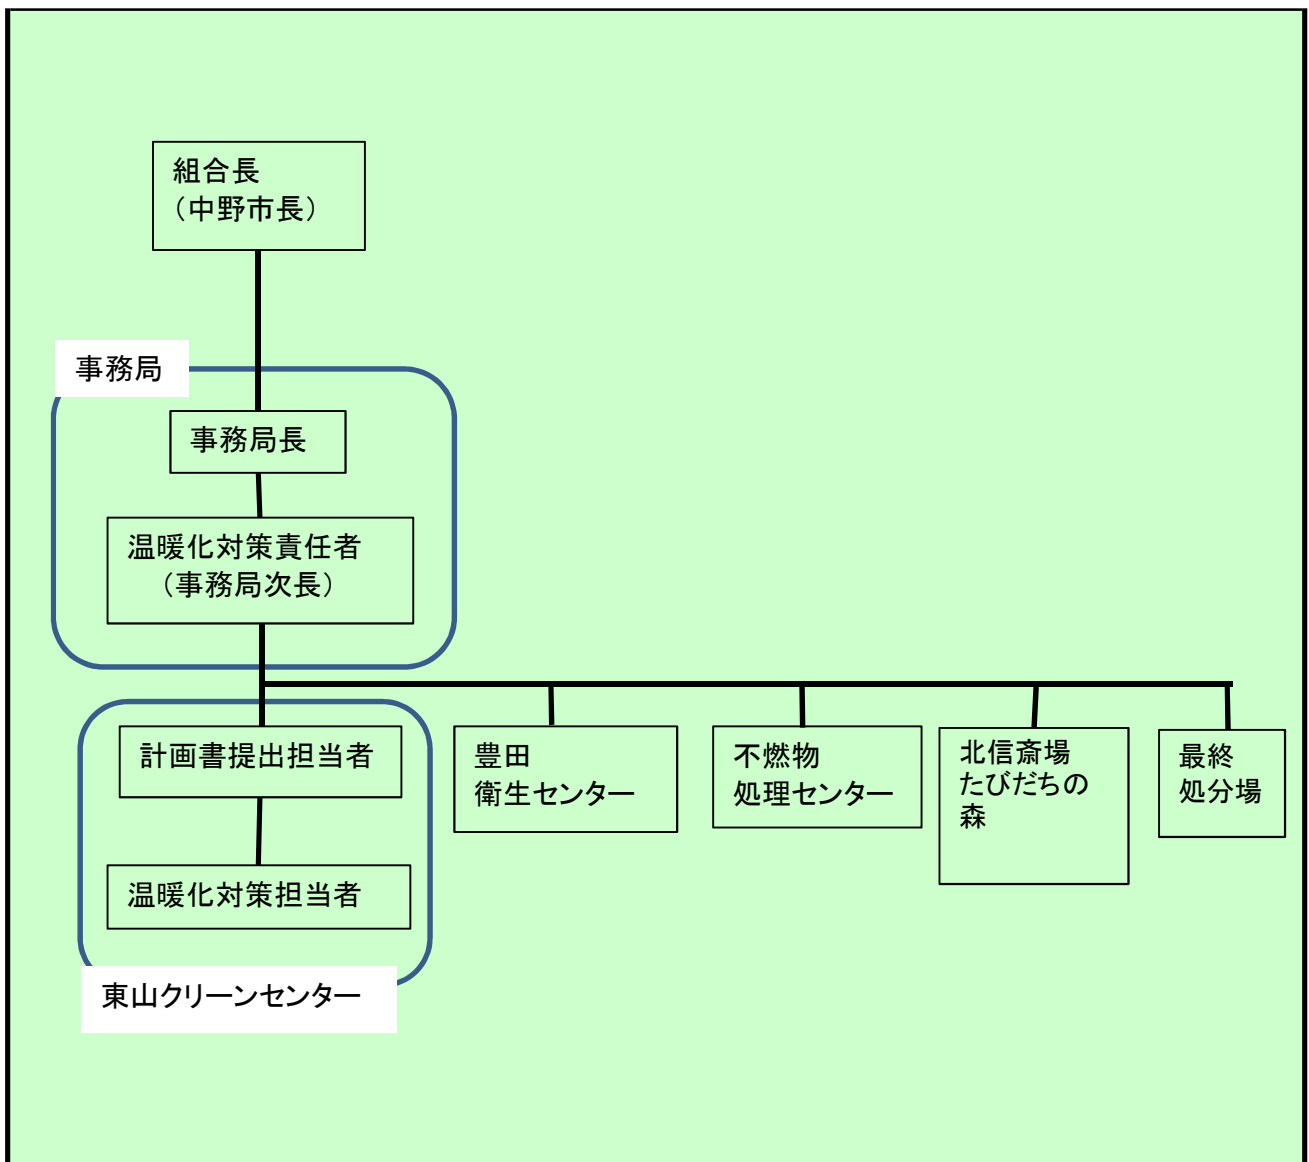 組合長
（中野市長）
事務局
事務局長
温暖化対策責任者
（事務局次長）
計画書提出担当者
温暖化対策担当者
東山クリーンセンター
豊田
衛生センター
不燃物
処理センター
北信斎場
たびだちの
森
最終
処分場